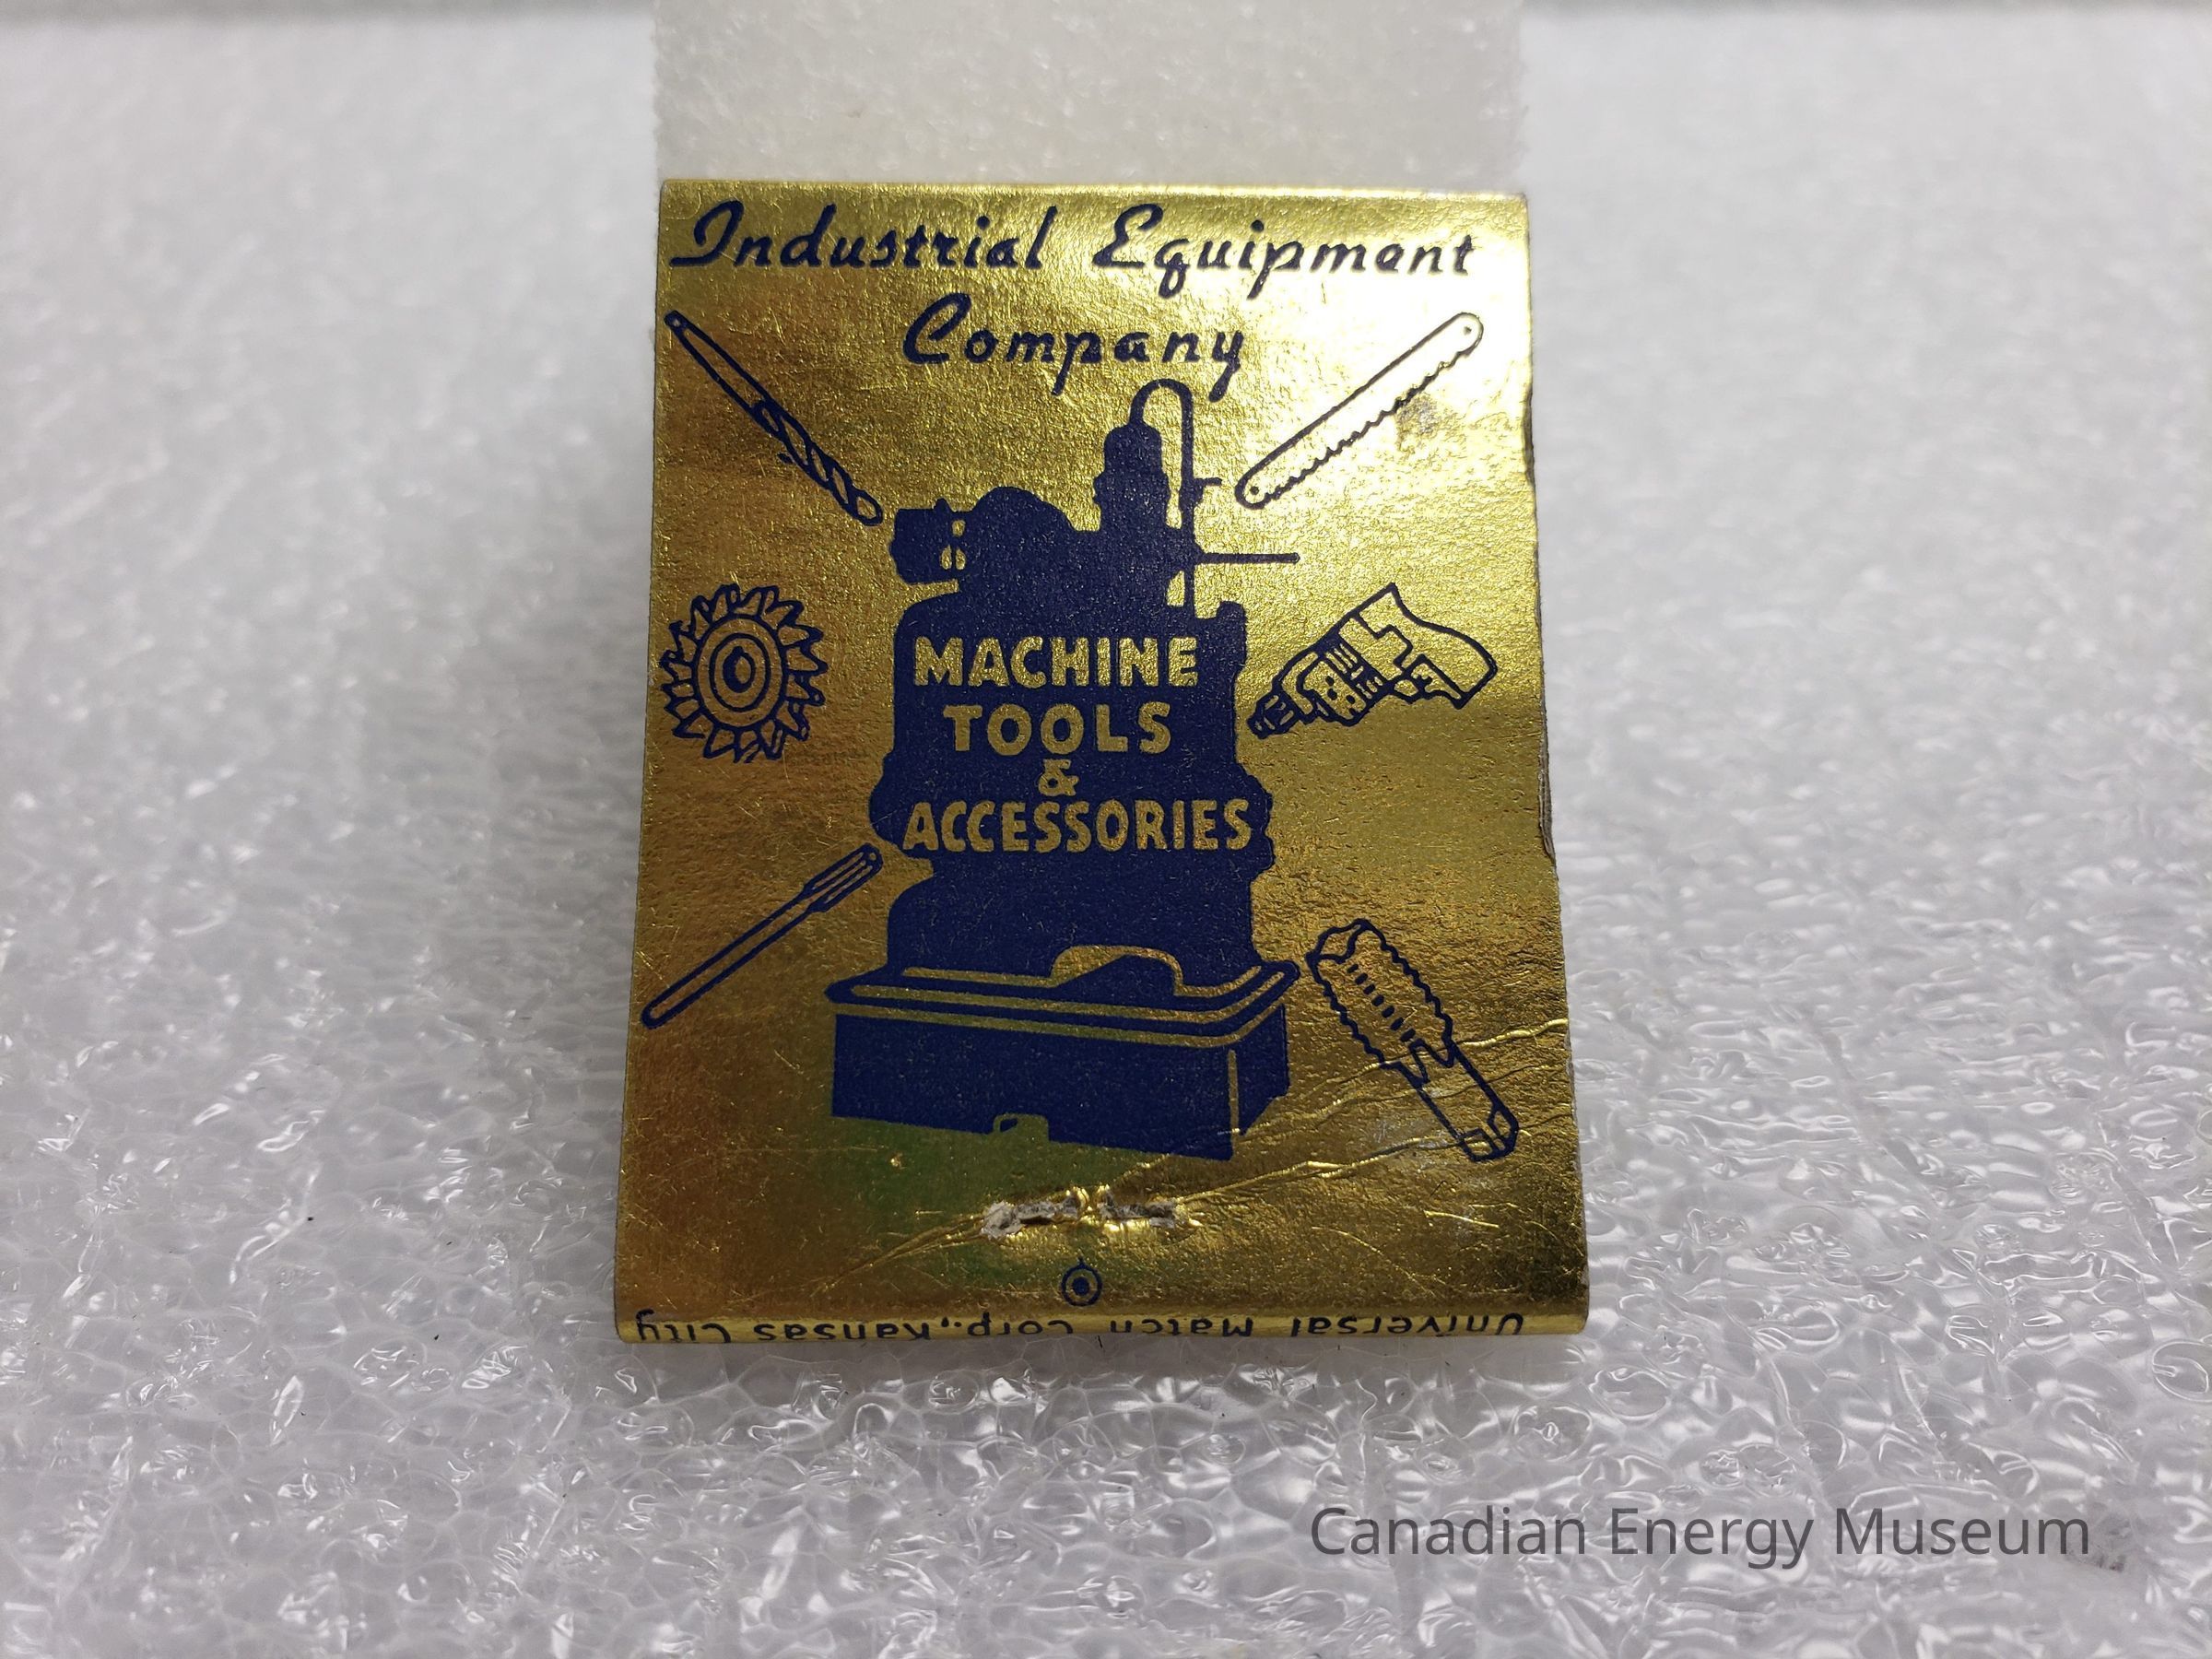 Industrial Equipment
Company
MACHINE
TOOLS
&
ACCESSORIES
Universal Match Corp., Kansas City
Canadian Energy Museum